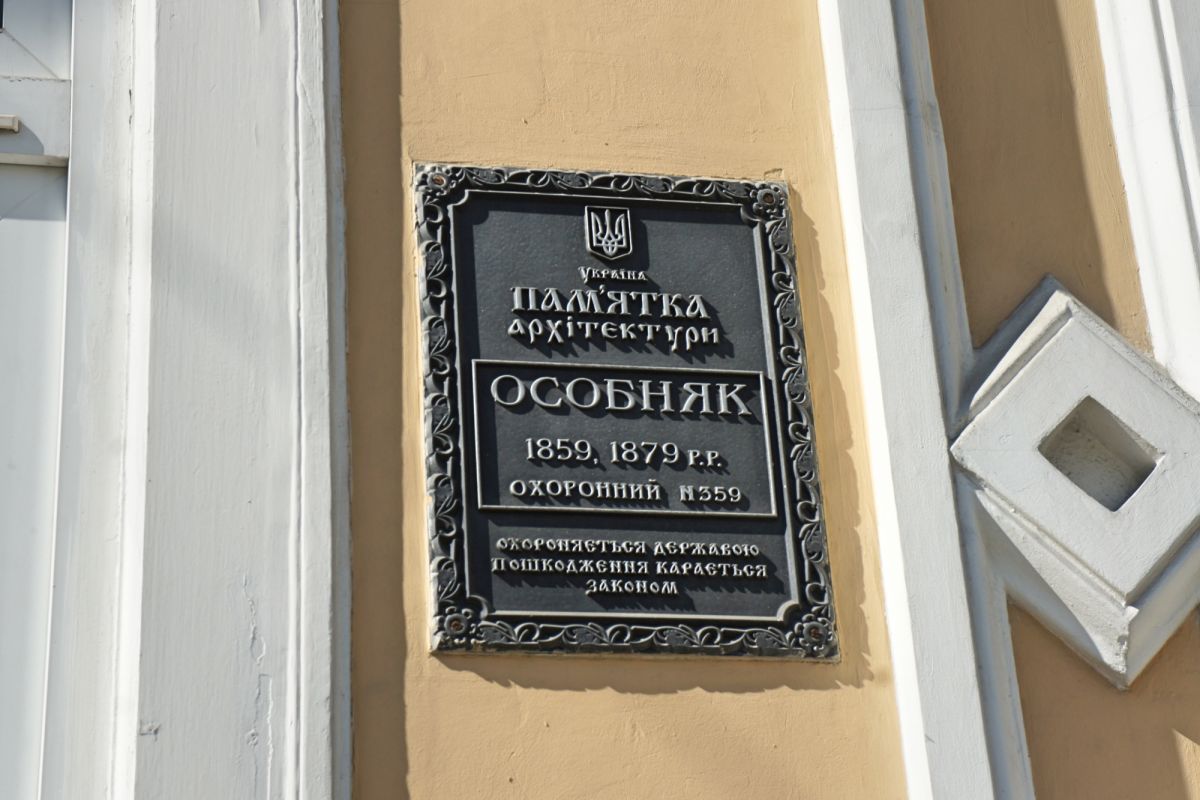 Україна
ПАМ'ЯТКА
архітектури
ОСОБНЯК
1859, 1879 Р.Р.
ОХОРОННИЙ N359
ОХОРОНЯЄТЬСЯ ДЕРЖАВОЮ
ПОШКОДЖЕННЯ КАРАЄТЬСЯ
ЗАКОНОМ